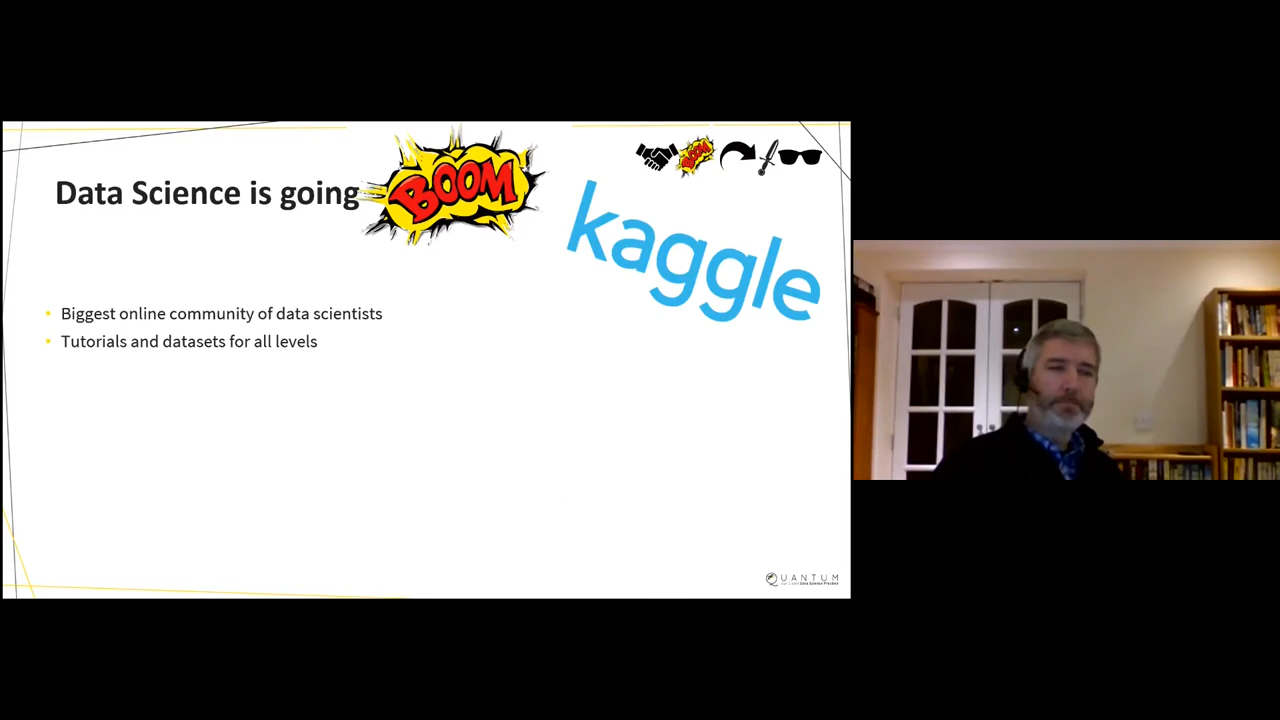 Data Science is going
BOOM
BOOM
kaggle
Biggest online community of data scientists
Tutorials and datasets for all levels
QUANTUM